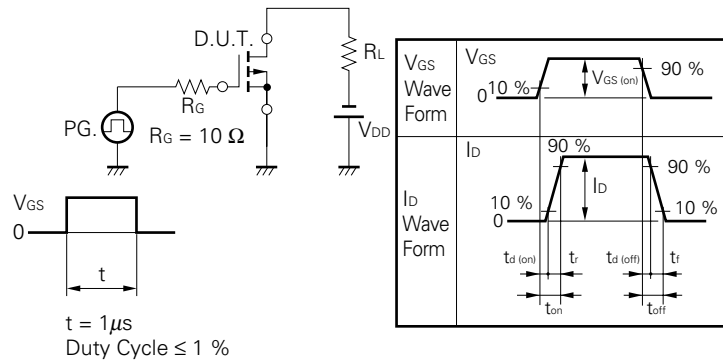 D.U.T.
RL
RG
PG.
RG = 10 Ω
VDD
VGS
0
t
t = 1μs
Duty Cycle ≤ 1 %
VGS
Wave
Form
VGS
10 %
0
VGS (on)
90 %
ID
Wave
Form
ID
90 %
90 %
ID
10 %
10 %
0
td (on)
tr
td (off)
tf
ton
toff